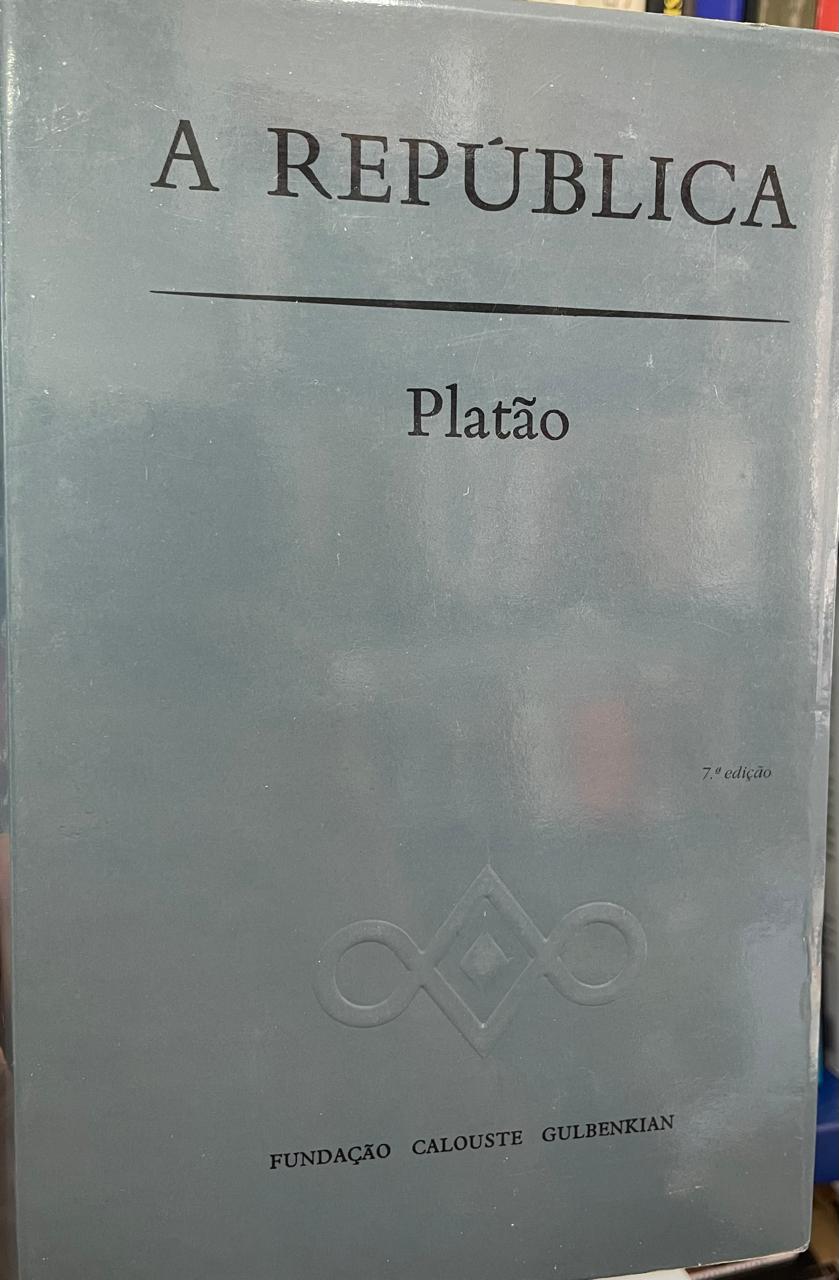 A REPÚBLICA
Platão
7.ª edição
FUNDAÇÃO CALOUSTE GULBENKIAN